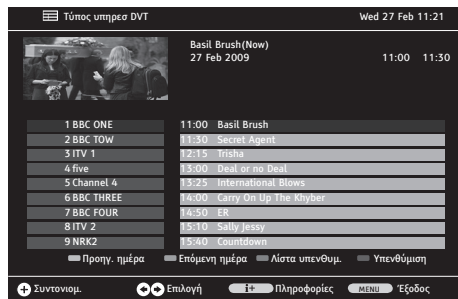 Τύπος υπηρεσ DVT Wed 27 Feb 11:21
Basil Brush(Now)
27 Feb 2009 11:00 11:30
1 BBC ONE 11:00 Basil Brush
2 BBC TOW 11:30 Secret Agent
3 ITV 1 12:15 Trisha
4 five 13:00 Deal or no Deal
5 Channel 4 13:25 International Blows
6 BBC THREE 14:00 Carry On Up The Khyber
7 BBC FOUR 14:50 ER
8 ITV 2 15:10 Sally Jessy
9 NRK2 15:40 Countdown
Προηγ. ημέρα Επόμενη ημέρα Λίστα υπενθυμ. Υπενθύμιση
Συντονιομ. Επιλογή i+ Πληροφορίες MENU Έξοδος